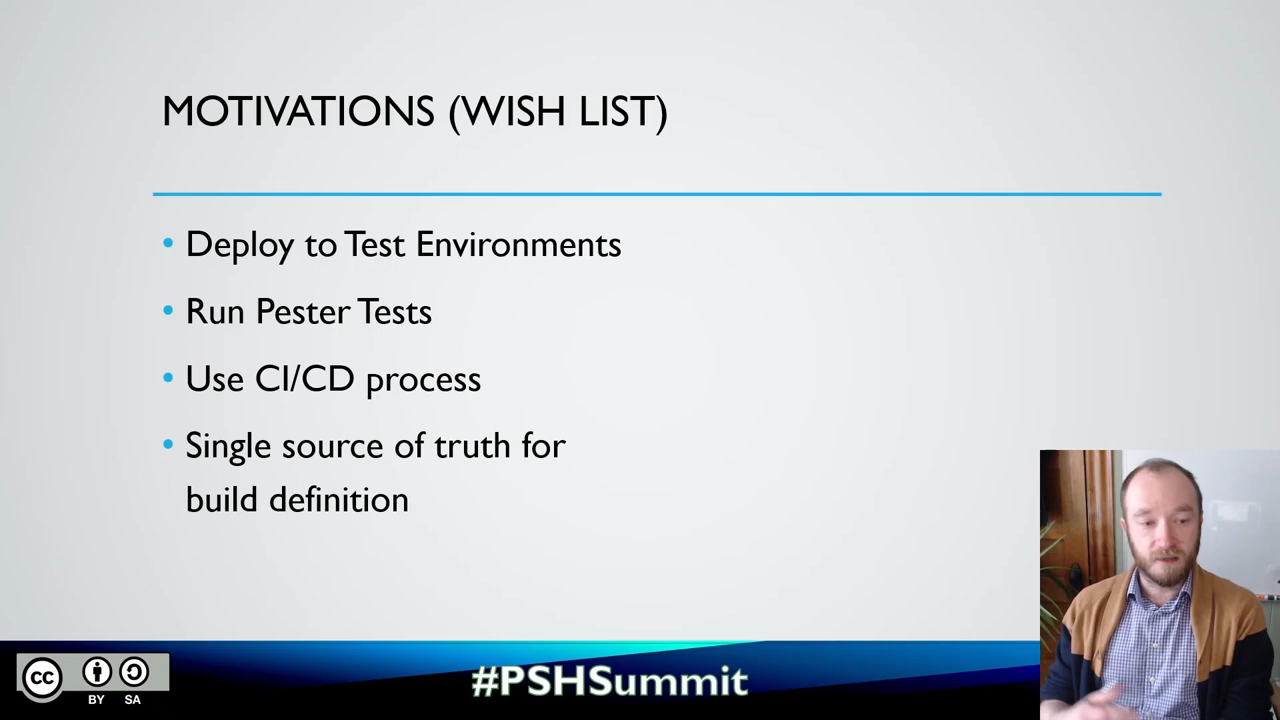 MOTIVATIONS (WISH LIST)
• Deploy to Test Environments
• Run Pester Tests
• Use CI/CD process
• Single source of truth for
build definition
cc
BY SA
#PSHSummit